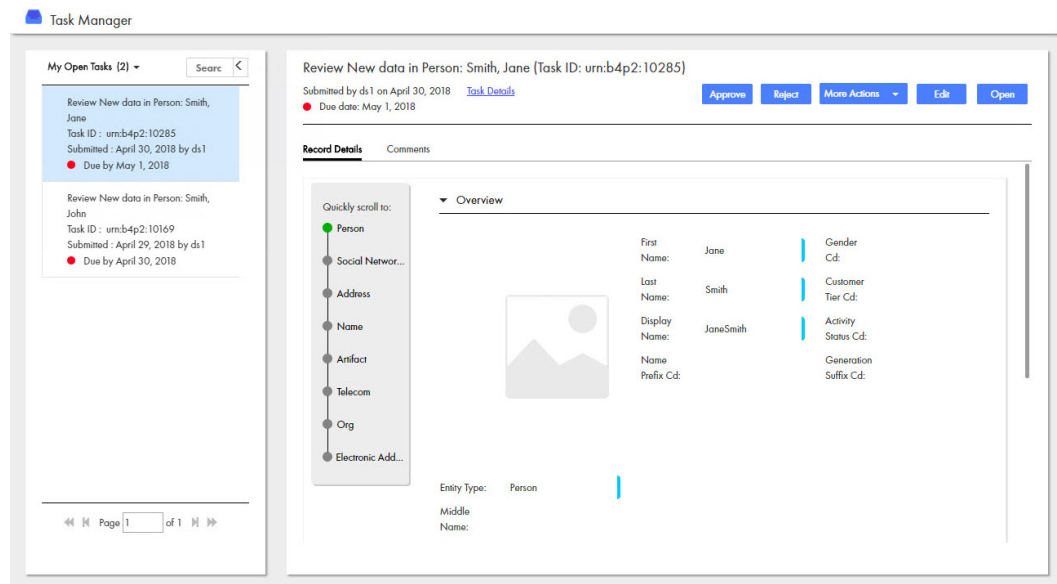 Task Manager
My Open Tasks (2)
Searc
Review New data in Person: Smith,
Jane
Task ID : urn:b4p2:10285
Submitted : April 30, 2018 by ds1
Due by May 1, 2018
Review New data in Person: Smith,
John
Task ID : urn:b4p2:10169
Submitted : April 29, 2018 by ds1
Due by April 30, 2018
Page 1 of 1
Review New data in Person: Smith, Jane (Task ID: urn:b4p2:10285)
Submitted by ds1 on April 30, 2018 Task Details
Due date: May 1, 2018
Approve Reject More Actions Edit Open
Record Details Comments
Quickly scroll to:
Person
Social Networ...
Address
Name
Artifact
Telecom
Org
Electronic Add...
Overview
First
Name:
Jane
Gender
Cd:
Last
Name:
Smith
Customer
Tier Cd:
Display
Name:
JaneSmith
Activity
Status Cd:
Name
Prefix Cd:
Generation
Suffix Cd:
Entity Type: Person
Middle
Name: